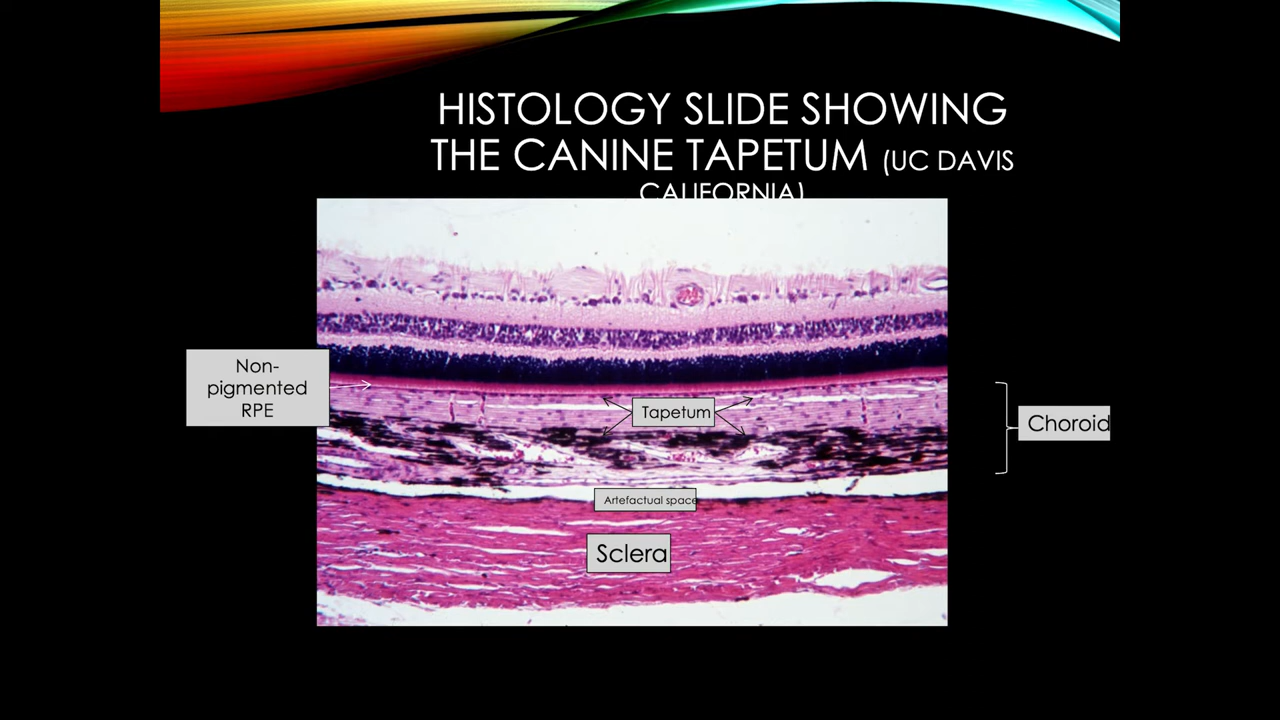 HISTOLOGY SLIDE SHOWING
THE CANINE TAPETUM (UC DAVIS
CALIFORNIA)
Non-
pigmented
RPE
Tapetum
Choroid
Artefactual space
Sclera